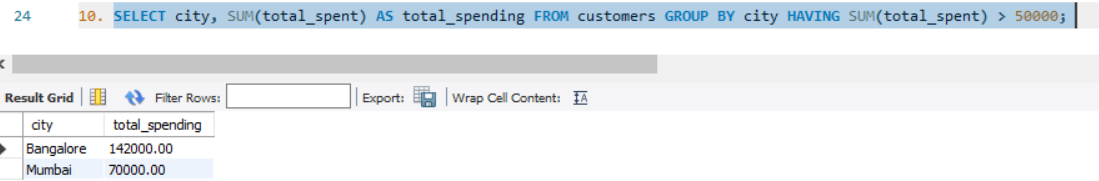 24 10. SELECT city, SUM(total_spent) AS total_spending FROM customers GROUP BY city HAVING SUM(total_spent) > 50000;
Result Grid Filter Rows: Export: Wrap Cell Content:
city total_spending
Bangalore 142000.00
Mumbai 70000.00